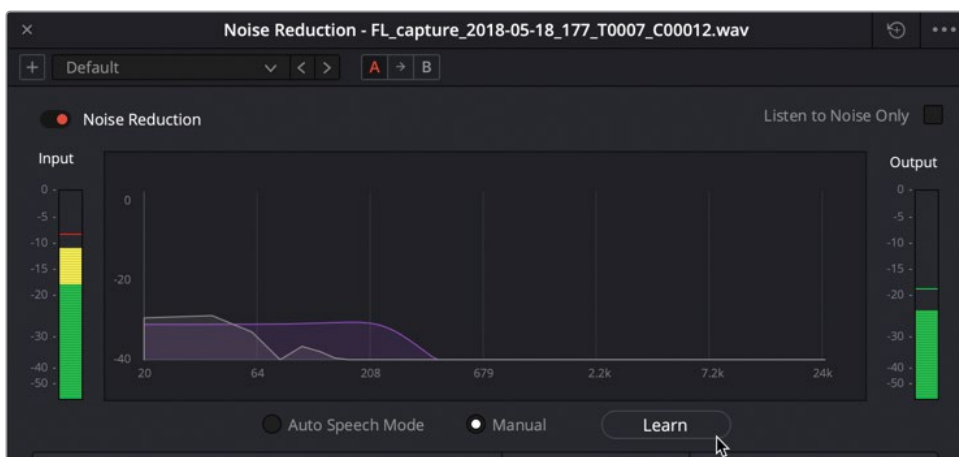 × Noise Reduction - FL_capture_2018-05-18_177_T0007_C00012.wav •••
+ Default < > A → B
Noise Reduction Listen to Noise Only
Input Output
0 0 0
-5 -5
-10 -10
-15 -20 -15
-20 -20
-30 -30
-40 -40 -40
-50 20 64 208 679 2.2k 7.2k 24k -50
Auto Speech Mode Manual Learn